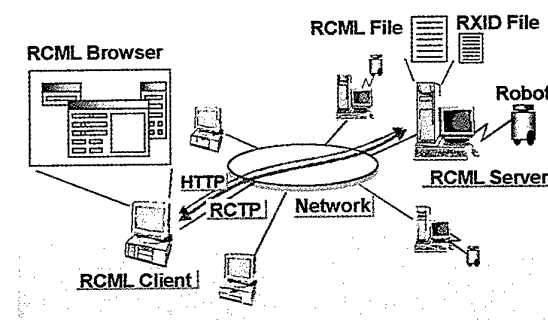 RCML File
RXID File
RCML Browser
Robot
HTTP
RCTP
Network
RCML Server
RCML Client